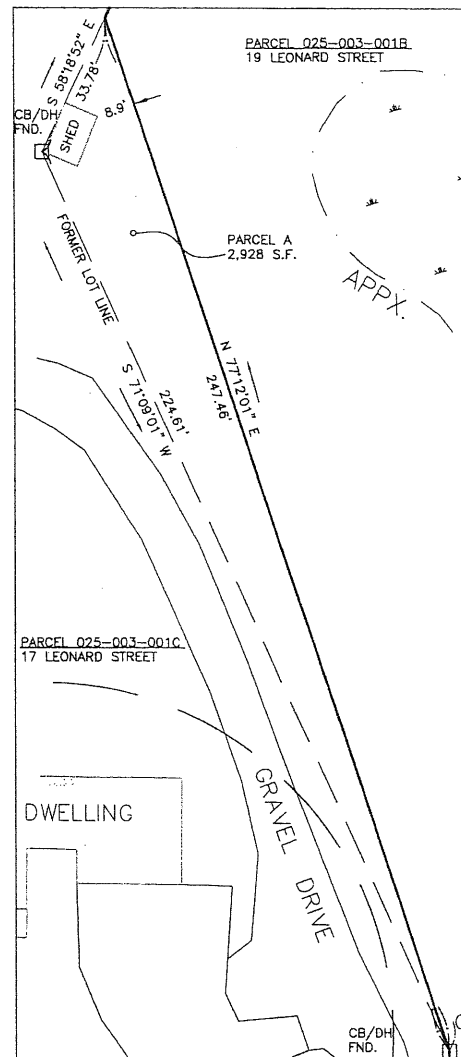 PARCEL 025-003-001B
19 LEONARD STREET
S 58°18'52" E
33.78'
8.9'
CB/DH
FND.
SHED
FORMER LOT LINE
PARCEL A
2,928 S.F.
APPX.
N 77°12'01" E
247.46'
224.61'
S 71°09'01" W
PARCEL 025-003-001C
17 LEONARD STREET
DWELLING
GRAVEL DRIVE
CB/DH
FND.